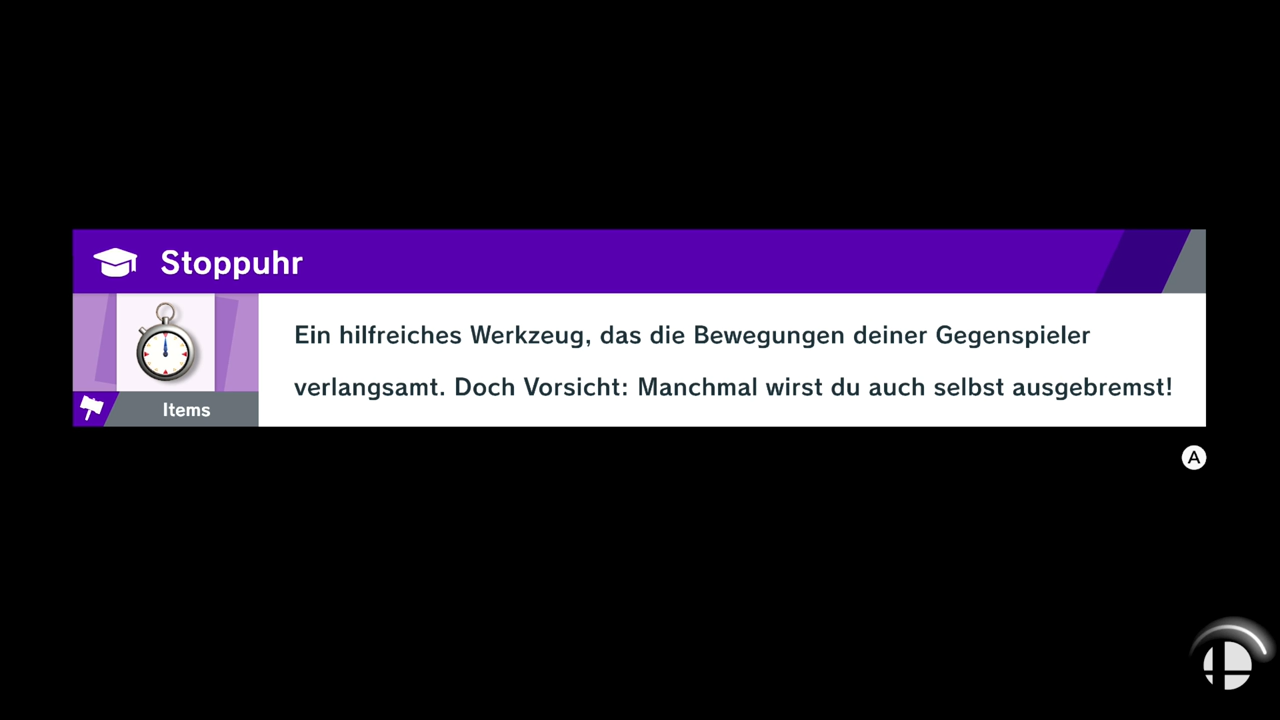 Stoppuhr
Ein hilfreiches Werkzeug, das die Bewegungen deiner Gegenspieler
verlangsamt. Doch Vorsicht: Manchmal wirst du auch selbst ausgebremst!
Items
A